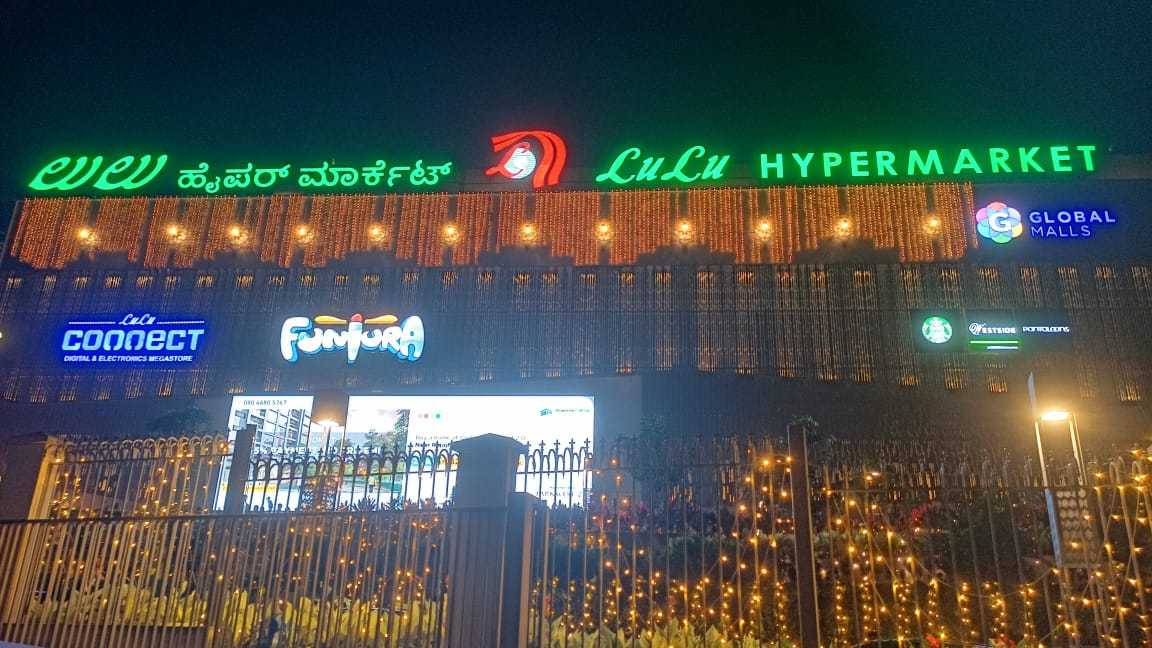 ಲುಲು ಹೈಪರ್ ಮಾರ್ಕೆಟ್
LuLu HYPERMARKET
G GLOBAL
MALLS
LuLu
CONNECT
DIGITAL & ELECTRONICS MEGASTORE
FUNTURA
WESTSIDE
PANTALOONS
080 4680 5767